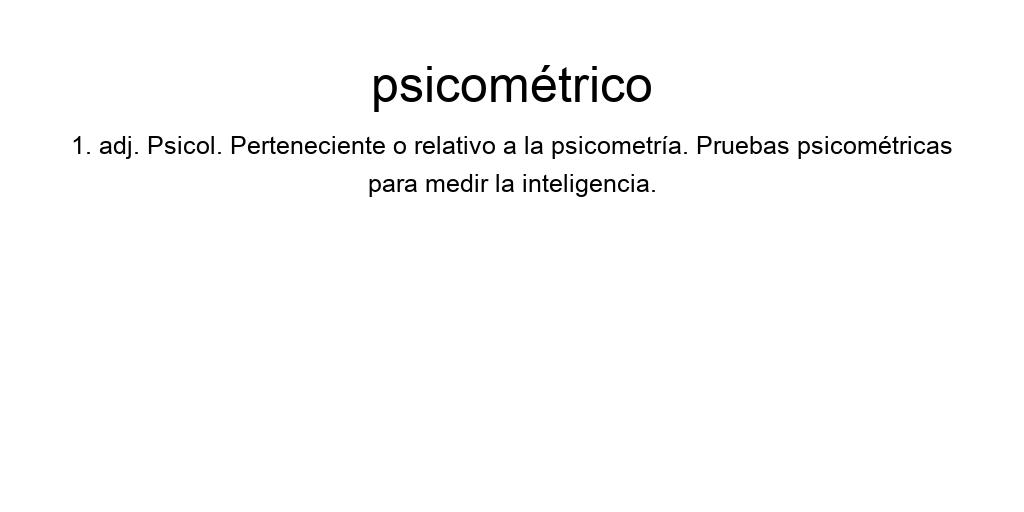 psicométrico
1. adj. Psicol. Perteneciente o relativo a la psicometría. Pruebas psicométricas
para medir la inteligencia.